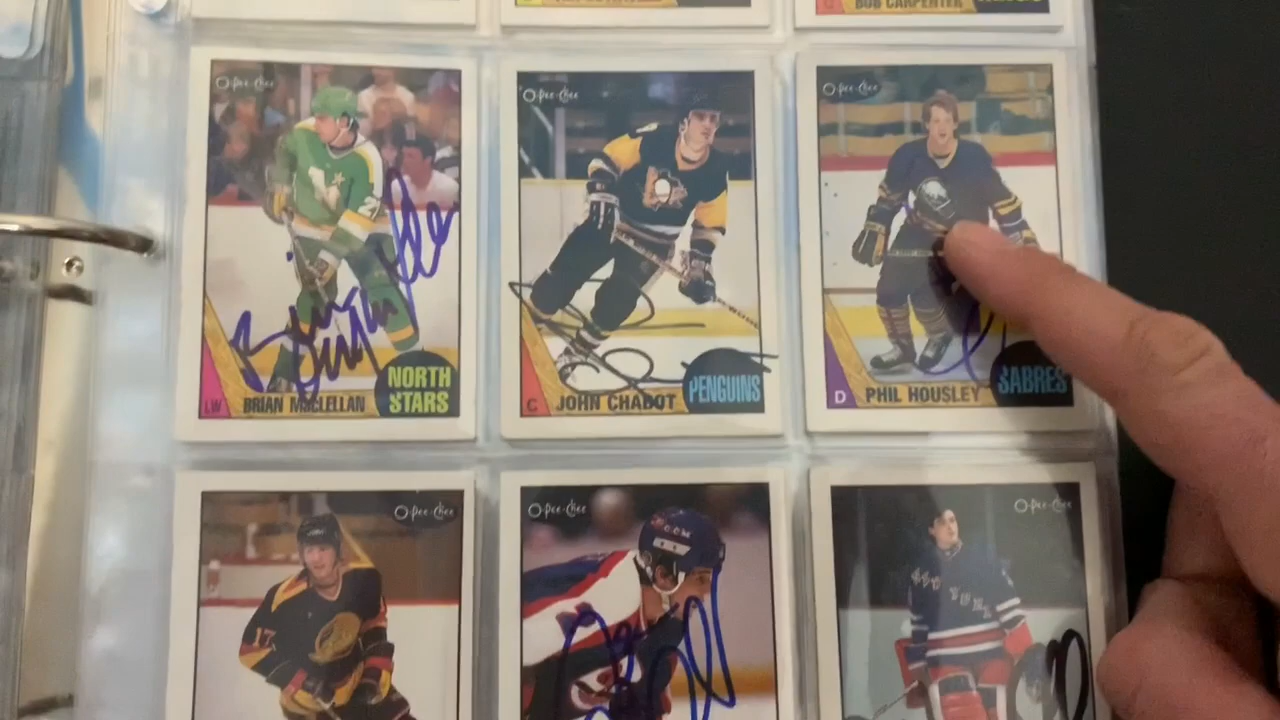 BOB CARPENTER
O-Pee-Chee
O-Pee-Chee
O-Pee-Chee
LW
BRIAN MACLELLAN
NORTH
STARS
C
JOHN CHABOT
PENGUINS
D
PHIL HOUSLEY
SABRES
O-Pee-Chee
O-Pee-Chee
O-Pee-Chee
17